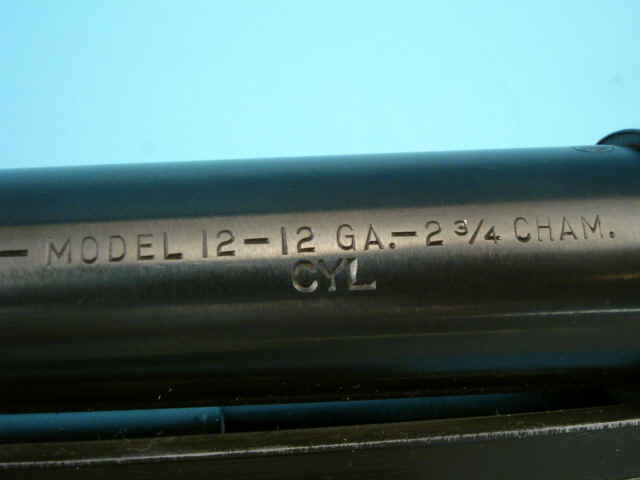 — MODEL 12 — 12 GA. — 2 3/4 CHAM.
CYL